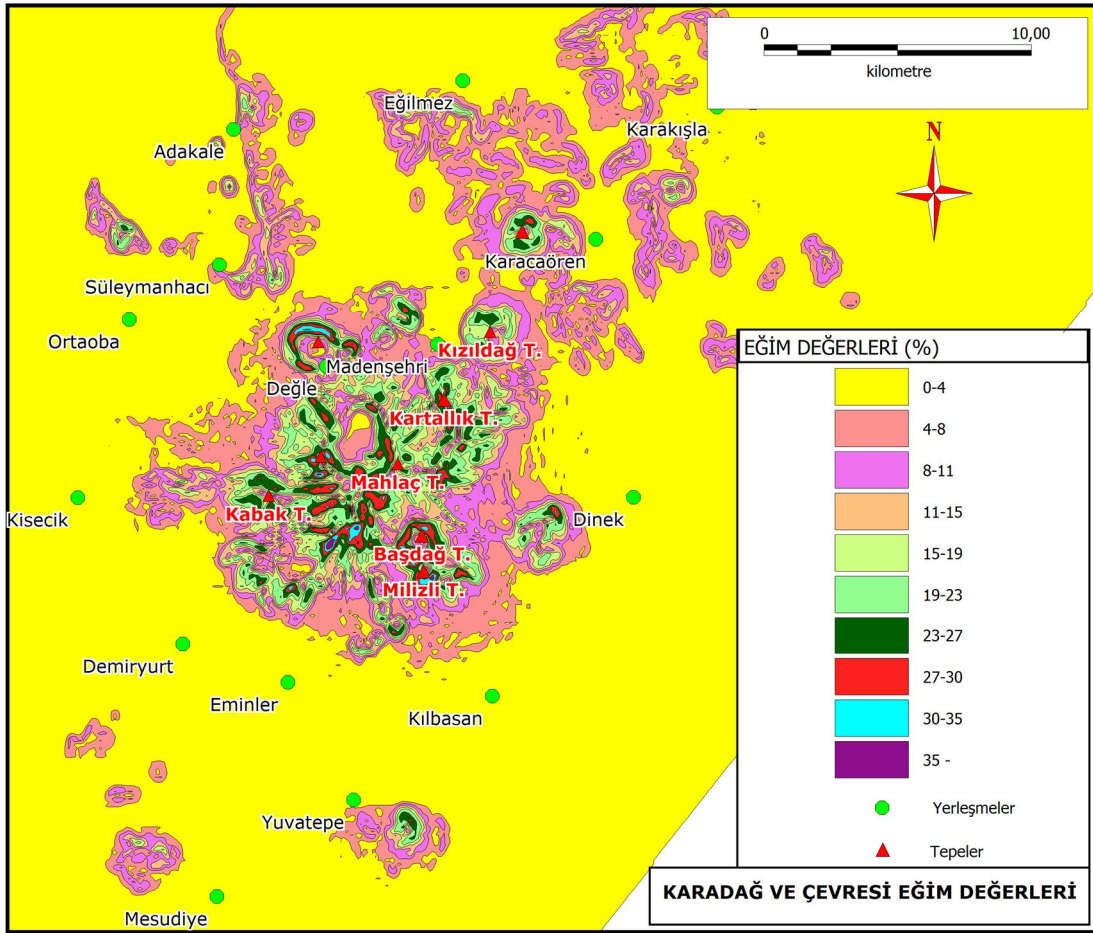 0 10,00
kilometre
N
Eğilmez
Karakışla
Adakale
Karacaören
Süleymanhacı
Ortaoba
Kızıldağ T.
Madenşehri
Değle
Kartallık T.
Mahlaç T.
Kabak T.
Kisecik
Dinek
Başdağ T.
Milizli T.
Demiryurt
Eminler
Kılbasan
Yuvatepe
Mesudiye
EĞİM DEĞERLERİ (%)
0-4
4-8
8-11
11-15
15-19
19-23
23-27
27-30
30-35
35 -
Yerleşmeler
Tepeler
KARADAĞ VE ÇEVRESİ EĞİM DEĞERLERİ